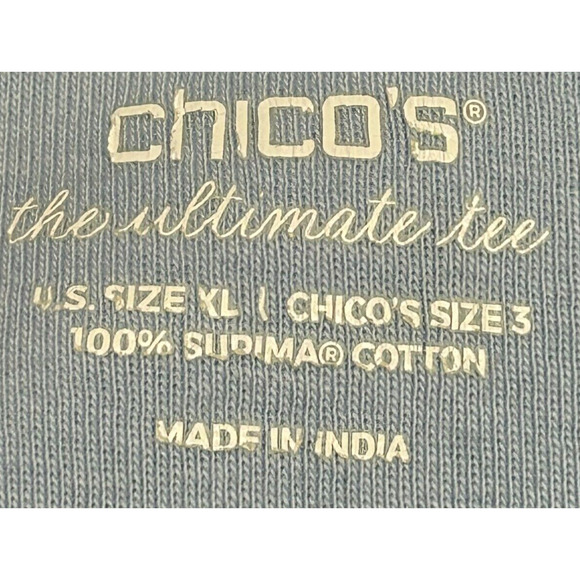 chico's®
the ultimate tee
U.S. SIZE XL | CHICO'S SIZE 3
100% SUPIMA® COTTON
MADE IN INDIA